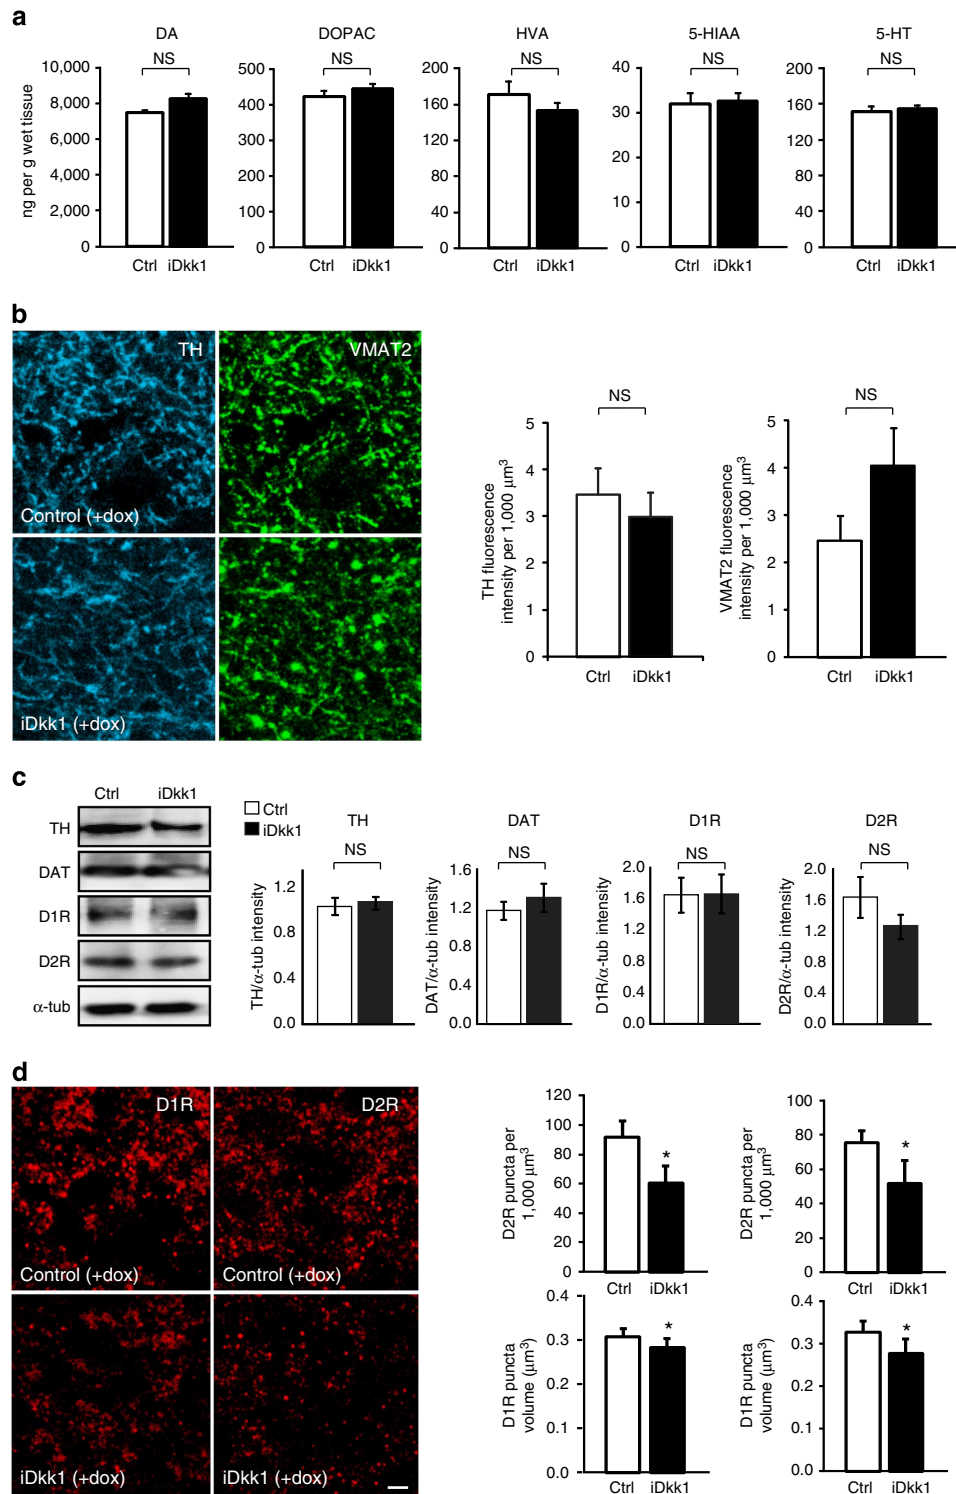 a
DA
DOPAC
HVA
5-HIAA
5-HT
NS
NS
NS
NS
NS
ng per g wet tissue
10,000
8,000
6,000
4,000
2,000
0
500
400
300
200
100
0
200
160
120
80
40
0
40
30
20
10
0
200
160
120
80
40
0
Ctrl iDkk1
Ctrl iDkk1
Ctrl iDkk1
Ctrl iDkk1
Ctrl iDkk1
b
TH
VMAT2
Control (+dox)
iDkk1 (+dox)
NS
TH fluorescence
intensity per 1,000 µm³
5
4
3
2
1
0
Ctrl iDkk1
NS
VMAT2 fluorescence
intensity per 1,000 µm³
5
4
3
2
1
0
Ctrl iDkk1
c
Ctrl iDkk1
TH
DAT
D1R
D2R
α-tub
Ctrl
iDkk1
TH
NS
TH/α-tub intensity
1.2
0.8
0.4
0.0
DAT
NS
DAT/α-tub intensity
1.6
1.2
0.8
0.4
0.0
D1R
NS
D1R/α-tub intensity
2.0
1.6
1.2
0.8
0.4
0.0
D2R
NS
D2R/α-tub intensity
2.0
1.6
1.2
0.8
0.4
0.0
d
D1R
D2R
Control (+dox)
Control (+dox)
iDkk1 (+dox)
iDkk1 (+dox)
D2R puncta per
1,000 µm³
120
100
80
60
40
20
0
*
Ctrl iDkk1
D2R puncta per
1,000 µm³
100
80
60
40
20
0
*
Ctrl iDkk1
D1R puncta
volume (µm³)
0.4
0.3
0.2
0.1
0.0
*
Ctrl iDkk1
D1R puncta
volume (µm³)
0.4
0.3
0.2
0.1
0.0
*
Ctrl iDkk1